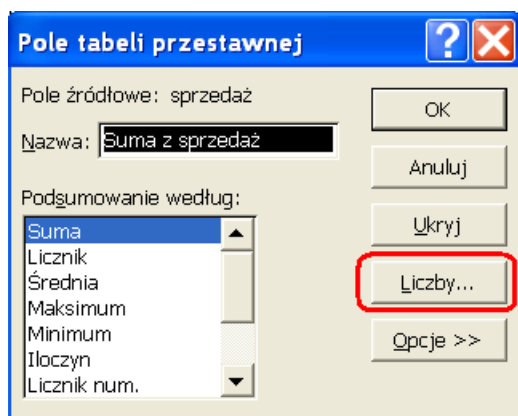 Pole tabeli przestawnej
Pole źródłowe: sprzedaż
Nazwa: Suma z sprzedaż
Podsumowanie według:
Suma
Licznik
Średnia
Maksimum
Minimum
Iloczyn
Licznik num.
OK
Anuluj
Ukryj
Liczby...
Opcje >>